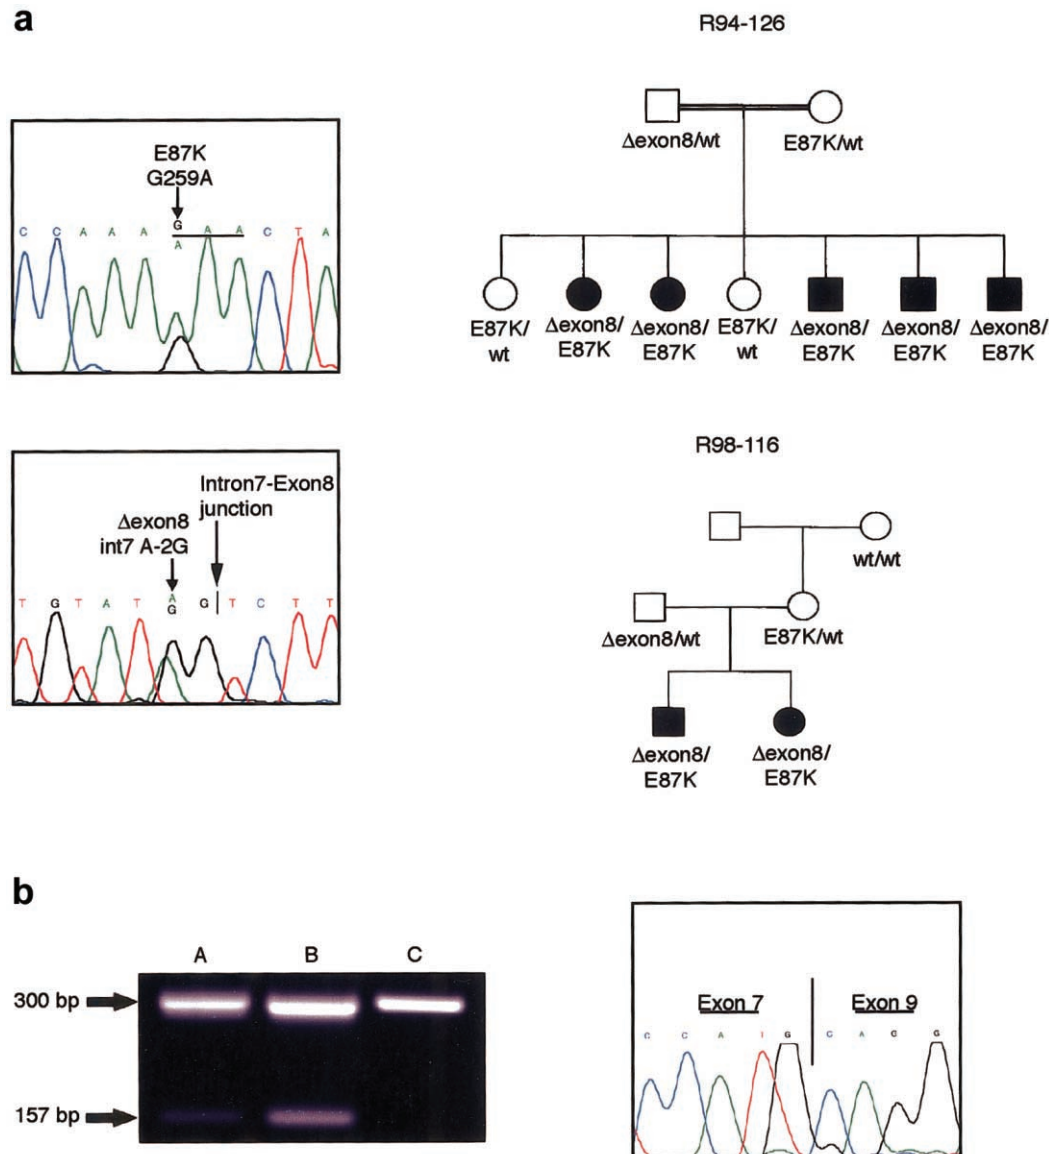 a
R94-126
Δexon8/wt
E87K/wt
E87K/
wt
Δexon8/
E87K
Δexon8/
E87K
E87K/
wt
Δexon8/
E87K
Δexon8/
E87K
Δexon8/
E87K
E87K
G259A
C C A A A G A A C T A
A
R98-116
wt/wt
Δexon8/wt
E87K/wt
Δexon8/
E87K
Δexon8/
E87K
Intron7-Exon8
junction
Δexon8
int7 A-2G
T G T A T A G T C T T
G
b
A B C
300 bp
157 bp
Exon 7 Exon 9
C C A T G C A G G